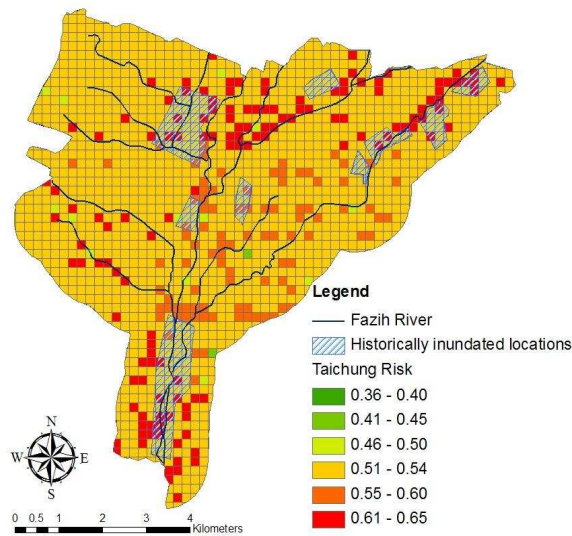 Legend
Fazih River
Historically inundated locations
Taichung Risk
0.36 - 0.40
0.41 - 0.45
0.46 - 0.50
0.51 - 0.54
0.55 - 0.60
0.61 - 0.65
N
W E
S
0 0.5 1 2 3 4
Kilometers